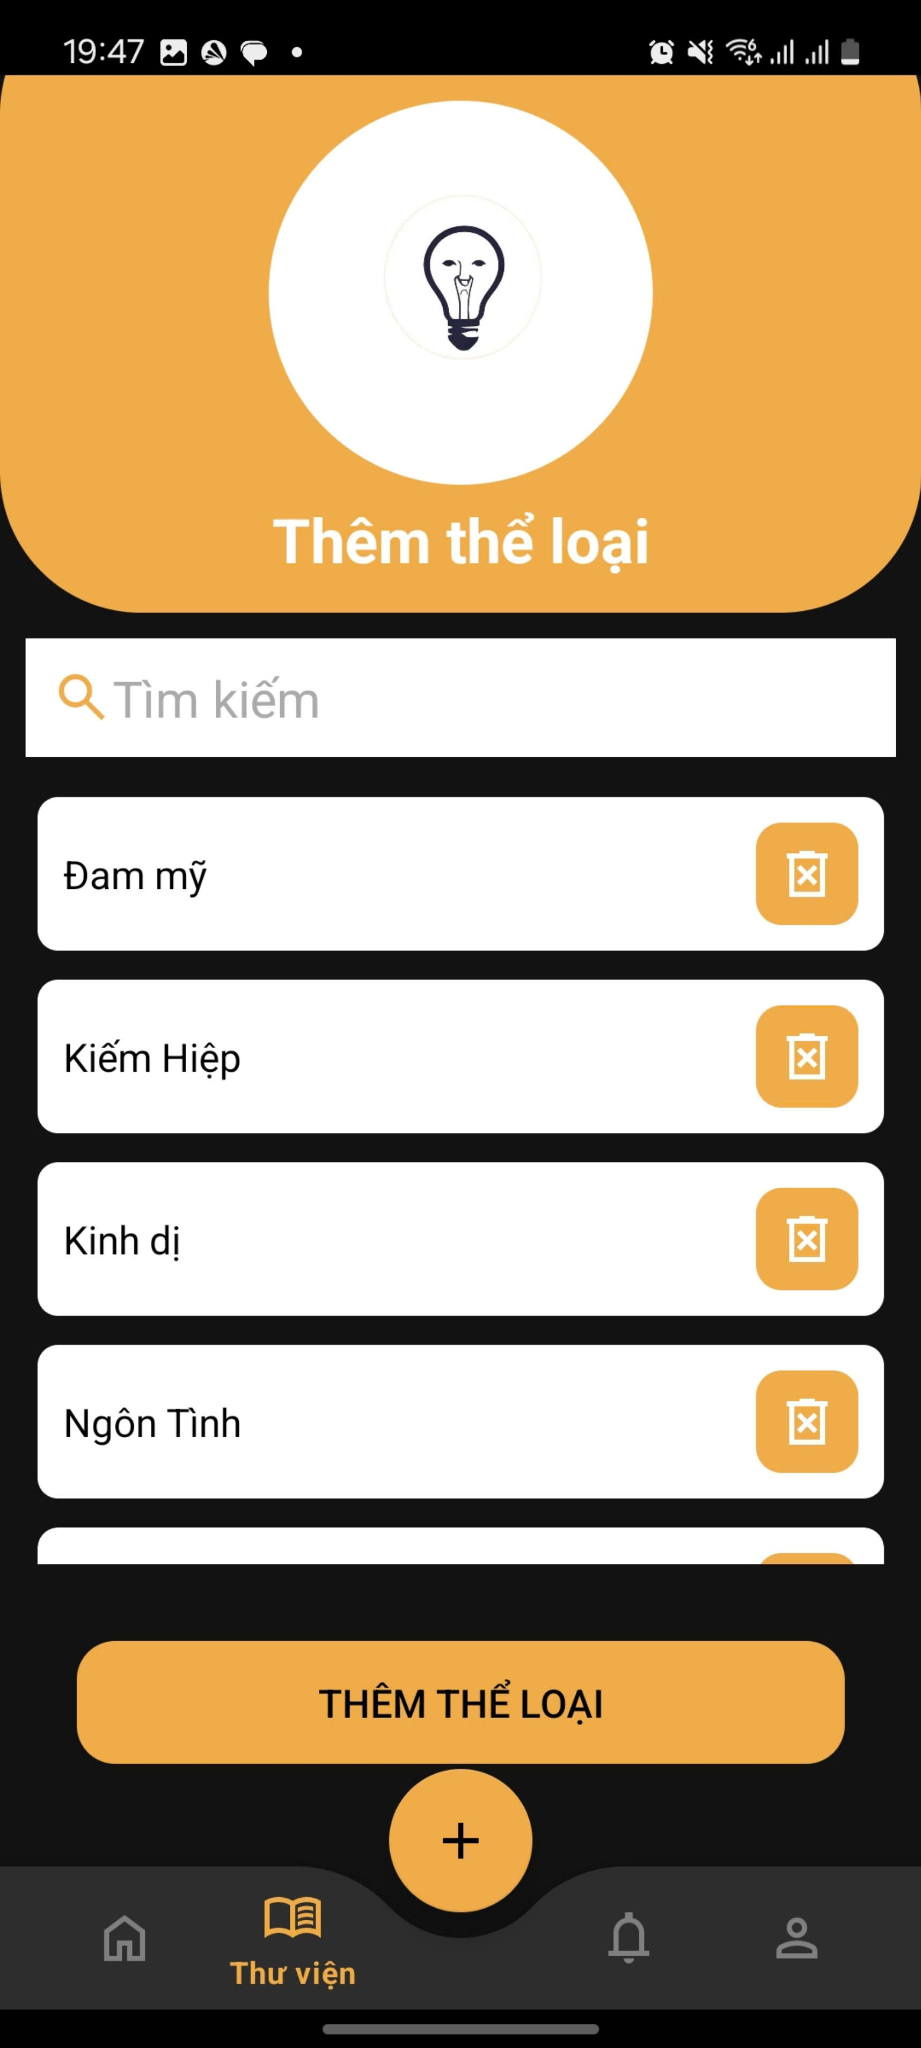 19:47
6
Thêm thể loại
Tìm kiếm
Đam mỹ
Kiếm Hiệp
Kinh dị
Ngôn Tình
THÊM THỂ LOẠI
+
Thư viện